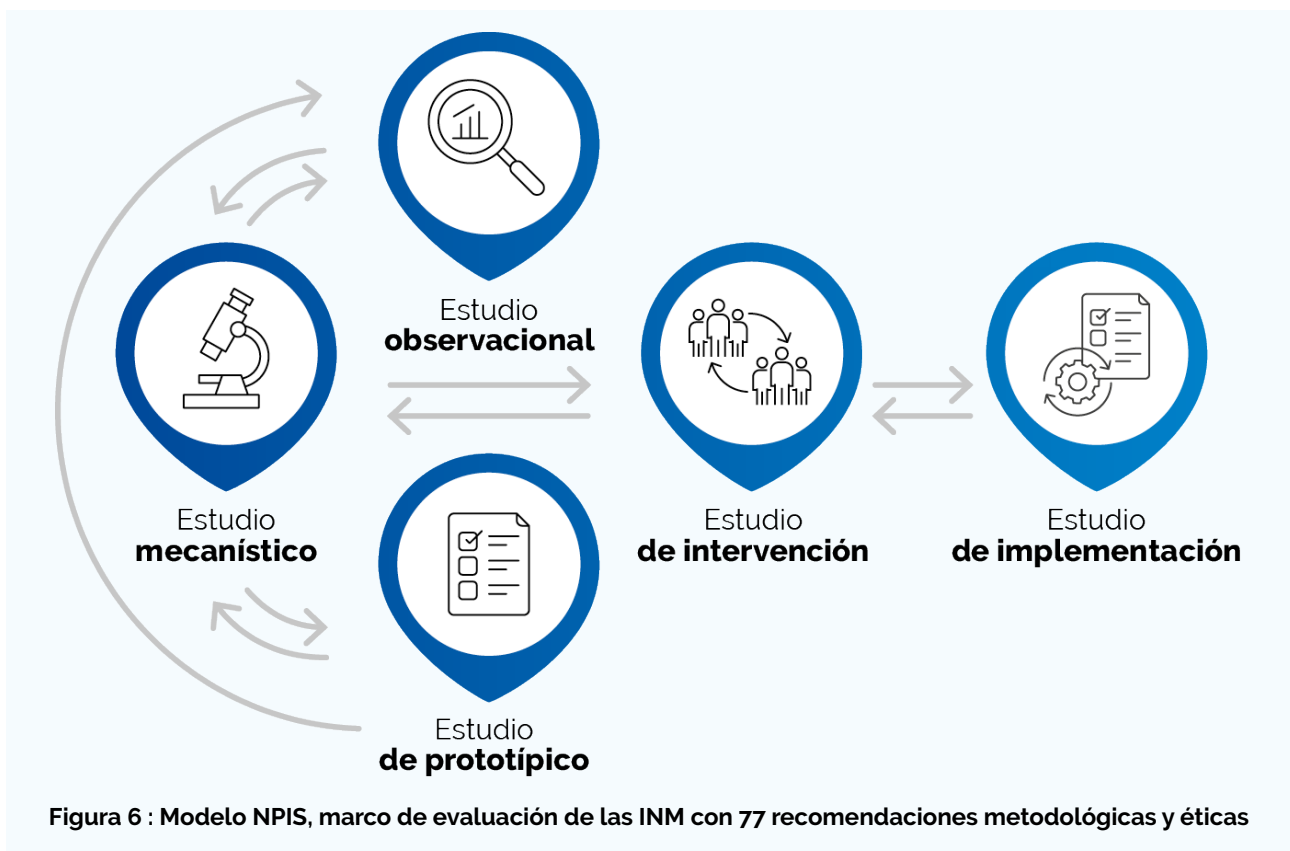 Estudio
observacional
Estudio
mecanístico
Estudio
de intervención
Estudio
de implementación
Estudio
de prototípico
Figura 6 : Modelo NPIS, marco de evaluación de las INM con 77 recomendaciones metodológicas y éticas